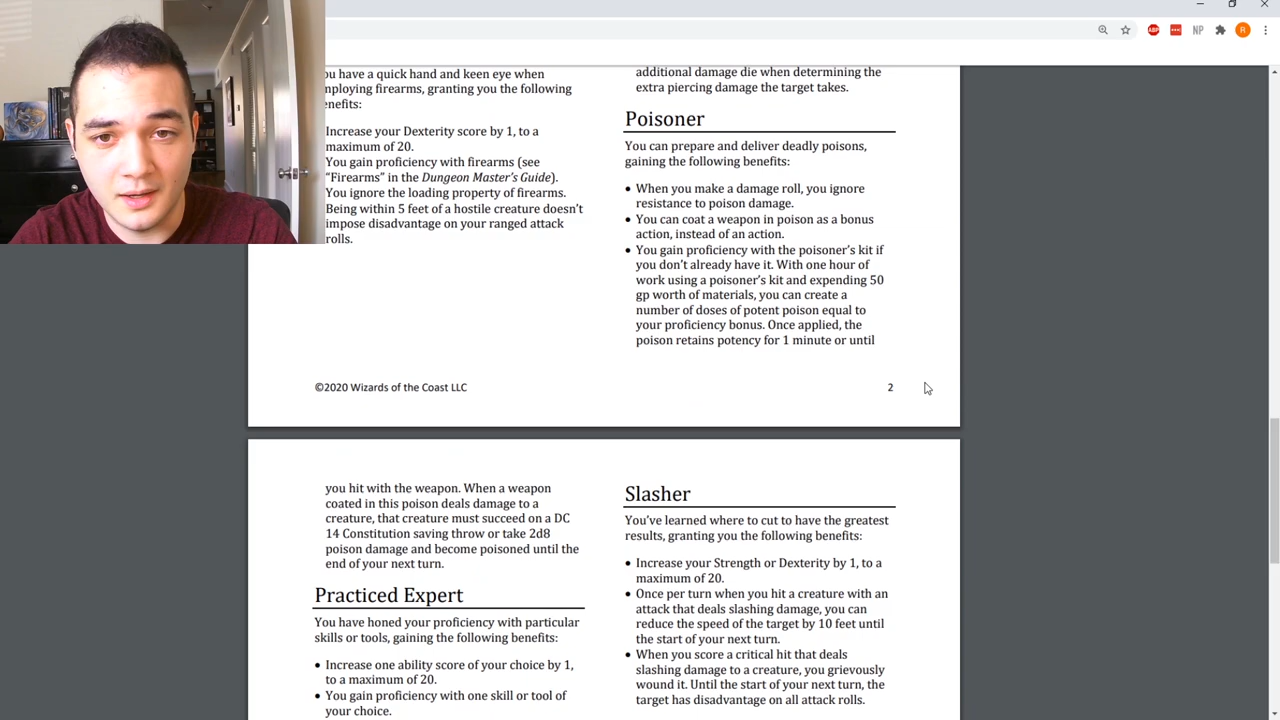 ABP
NP
R
ou have a quick hand and keen eye when
nploying firearms, granting you the following
enefits:
Increase your Dexterity score by 1, to a
maximum of 20.
You gain proficiency with firearms (see
“Firearms” in the Dungeon Master’s Guide).
You ignore the loading property of firearms.
Being within 5 feet of a hostile creature doesn’t
impose disadvantage on your ranged attack
rolls.
additional damage die when determining the
extra piercing damage the target takes.
Poisoner
You can prepare and deliver deadly poisons,
gaining the following benefits:
• When you make a damage roll, you ignore
resistance to poison damage.
• You can coat a weapon in poison as a bonus
action, instead of an action.
• You gain proficiency with the poisoner’s kit if
you don’t already have it. With one hour of
work using a poisoner’s kit and expending 50
gp worth of materials, you can create a
number of doses of potent poison equal to
your proficiency bonus. Once applied, the
poison retains potency for 1 minute or until
©2020 Wizards of the Coast LLC
2
you hit with the weapon. When a weapon
coated in this poison deals damage to a
creature, that creature must succeed on a DC
14 Constitution saving throw or take 2d8
poison damage and become poisoned until the
end of your next turn.
Practiced Expert
You have honed your proficiency with particular
skills or tools, gaining the following benefits:
• Increase one ability score of your choice by 1,
to a maximum of 20.
• You gain proficiency with one skill or tool of
your choice.
Slasher
You’ve learned where to cut to have the greatest
results, granting you the following benefits:
• Increase your Strength or Dexterity by 1, to a
maximum of 20.
• Once per turn when you hit a creature with an
attack that deals slashing damage, you can
reduce the speed of the target by 10 feet until
the start of your next turn.
• When you score a critical hit that deals
slashing damage to a creature, you grievously
wound it. Until the start of your next turn, the
target has disadvantage on all attack rolls.